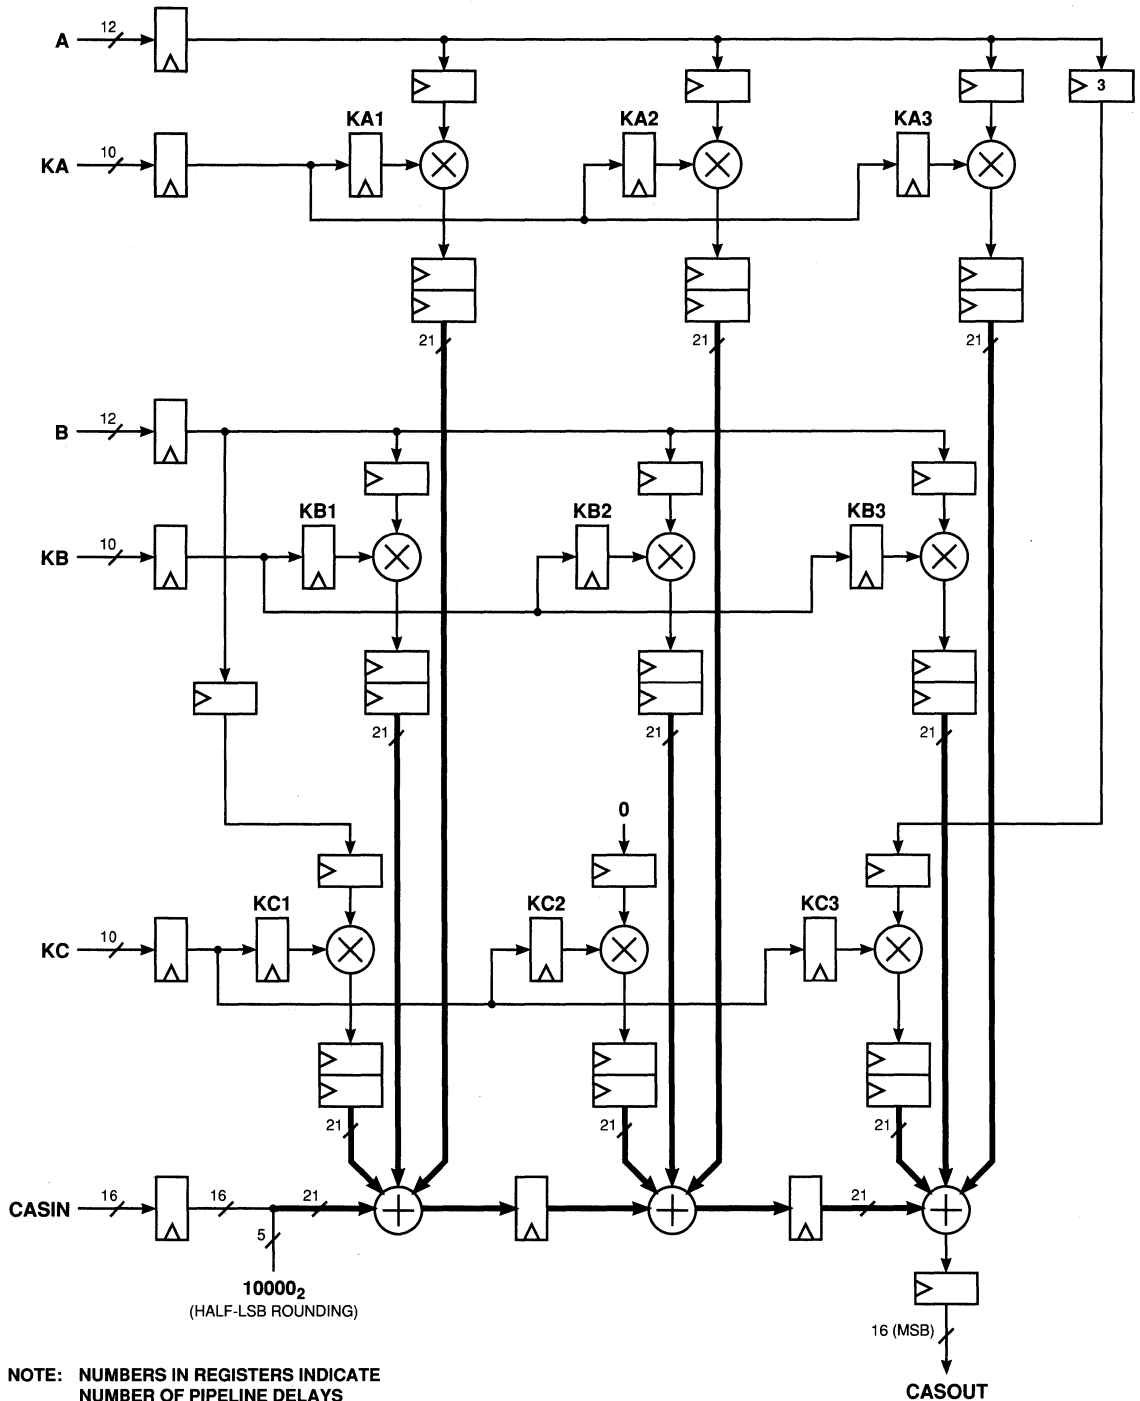 A
12
3
KA
10
KA1
KA2
KA3
21
21
21
B
12
KB
10
KB1
KB2
KB3
21
21
21
0
KC
10
KC1
KC2
KC3
21
21
21
CASIN
16
16
21
21
5
10000₂
(HALF-LSB ROUNDING)
16 (MSB)
CASOUT
NOTE: NUMBERS IN REGISTERS INDICATE
NUMBER OF PIPELINE DELAYS